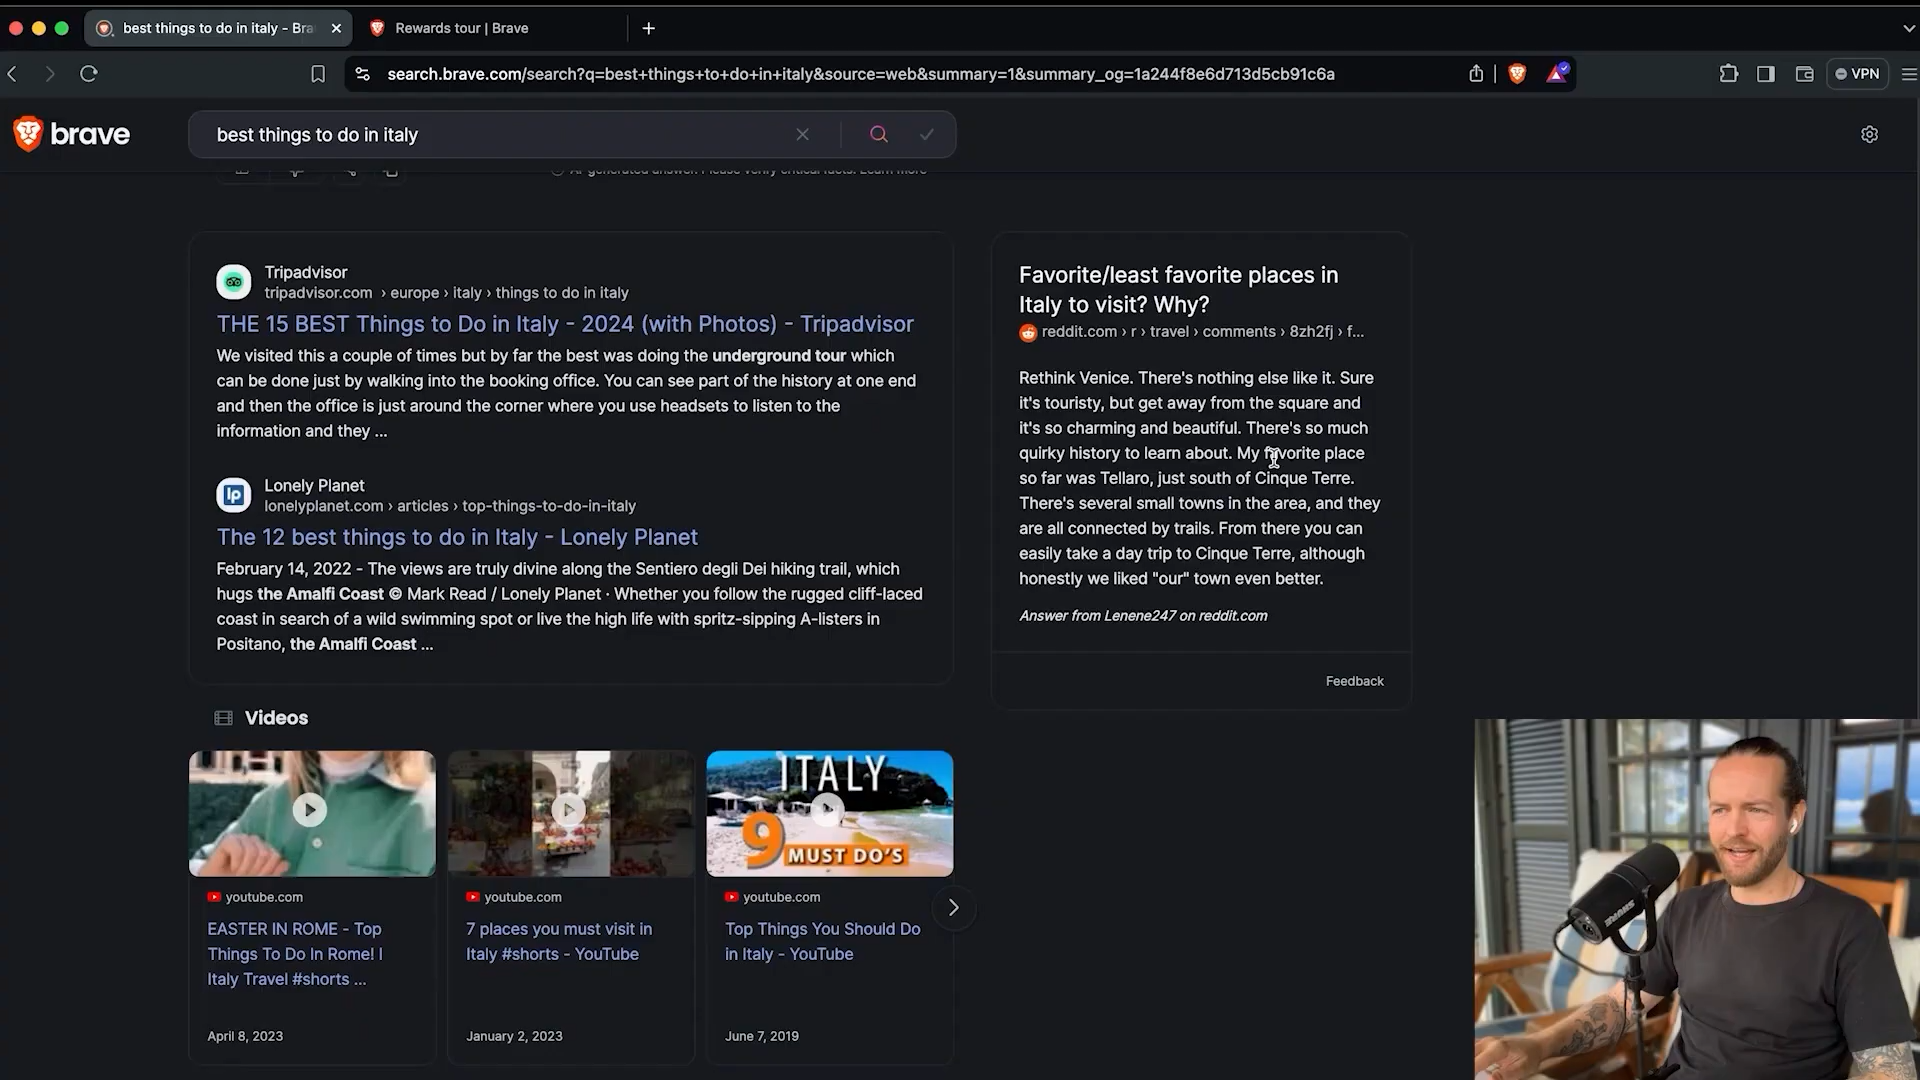 best things to do in italy - Bra
Rewards tour | Brave
search.brave.com/search?q=best+things+to+do+in+italy&source=web&summary=1&summary_og=1a244f8e6d713d5cb91c6a
VPN
brave
best things to do in italy
AI-generated answer. Please verify critical facts. Learn more
Tripadvisor
tripadvisor.com › europe › italy › things to do in italy
THE 15 BEST Things to Do in Italy - 2024 (with Photos) - Tripadvisor
We visited this a couple of times but by far the best was doing the underground tour which
can be done just by walking into the booking office. You can see part of the history at one end
and then the office is just around the corner where you use headsets to listen to the
information and they ...
lp
Lonely Planet
lonelyplanet.com › articles › top-things-to-do-in-italy
The 12 best things to do in Italy - Lonely Planet
February 14, 2022 - The views are truly divine along the Sentiero degli Dei hiking trail, which
hugs the Amalfi Coast © Mark Read / Lonely Planet · Whether you follow the rugged cliff-laced
coast in search of a wild swimming spot or live the high life with spritz-sipping A-listers in
Positano, the Amalfi Coast ...
Favorite/least favorite places in
Italy to visit? Why?
reddit.com › r › travel › comments › 8zh2fj › f...
Rethink Venice. There's nothing else like it. Sure
it's touristy, but get away from the square and
it's so charming and beautiful. There's so much
quirky history to learn about. My favorite place
so far was Tellaro, just south of Cinque Terre.
There's several small towns in the area, and they
are all connected by trails. From there you can
easily take a day trip to Cinque Terre, although
honestly we liked "our" town even better.
Answer from Lenene247 on reddit.com
Feedback
Videos
ITALY
9
MUST DO'S
youtube.com
EASTER IN ROME - Top
Things To Do In Rome! I
Italy Travel #shorts ...
April 8, 2023
youtube.com
7 places you must visit in
Italy #shorts - YouTube
January 2, 2023
youtube.com
Top Things You Should Do
in Italy - YouTube
June 7, 2019
SHURE